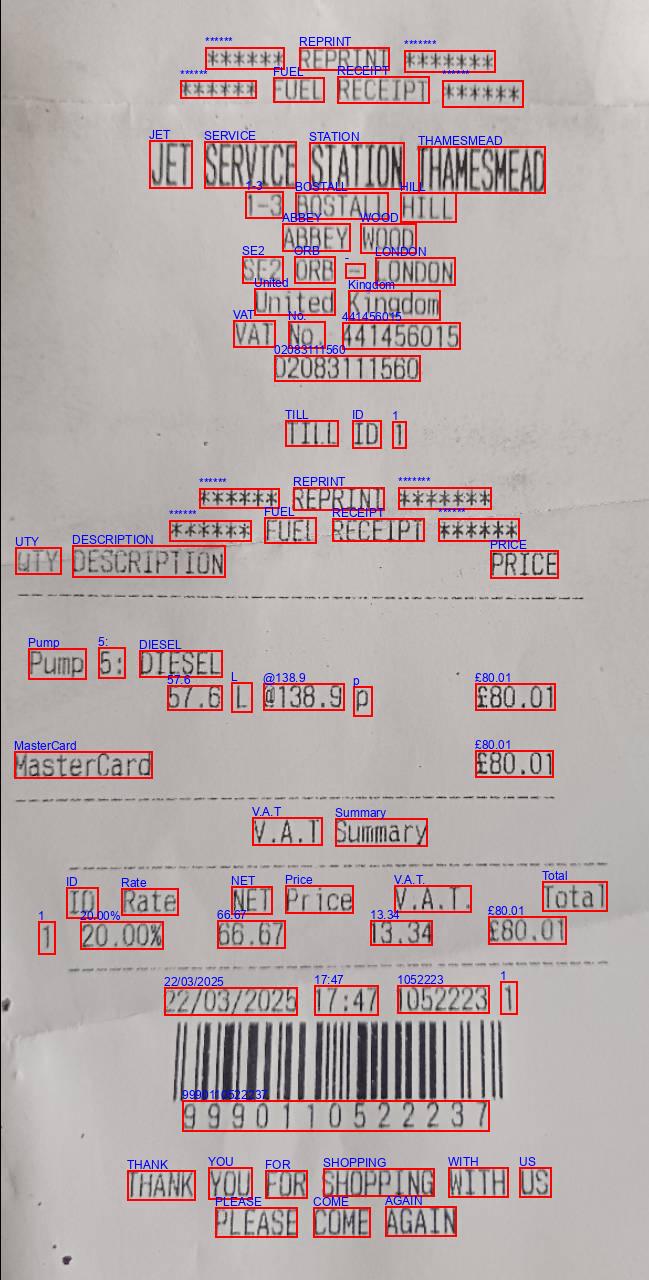 ****** REPRINT *******
****** FUEL RECEIPT ******
JET SERVICE STATION THAMESMEAD
1-3 BOSTALL HILL
ABBEY WOOD
SE2 0RB - LONDON
United Kingdom
VAT No. 441456015
02083111560
TILL ID 1
****** REPRINT *******
****** FUEL RECEIPT ******
QTY DESCRIPTION PRICE
Pump 5: DIESEL
57.6 L @138.9 p £80.01
MasterCard £80.01
V.A.T Summary
ID Rate NET Price V.A.T. Total
1 20.00% 66.67 13.34 £80.01
22/03/2025 17:47 1052223 1
9990110522237
THANK YOU FOR SHOPPING WITH US
PLEASE COME AGAIN